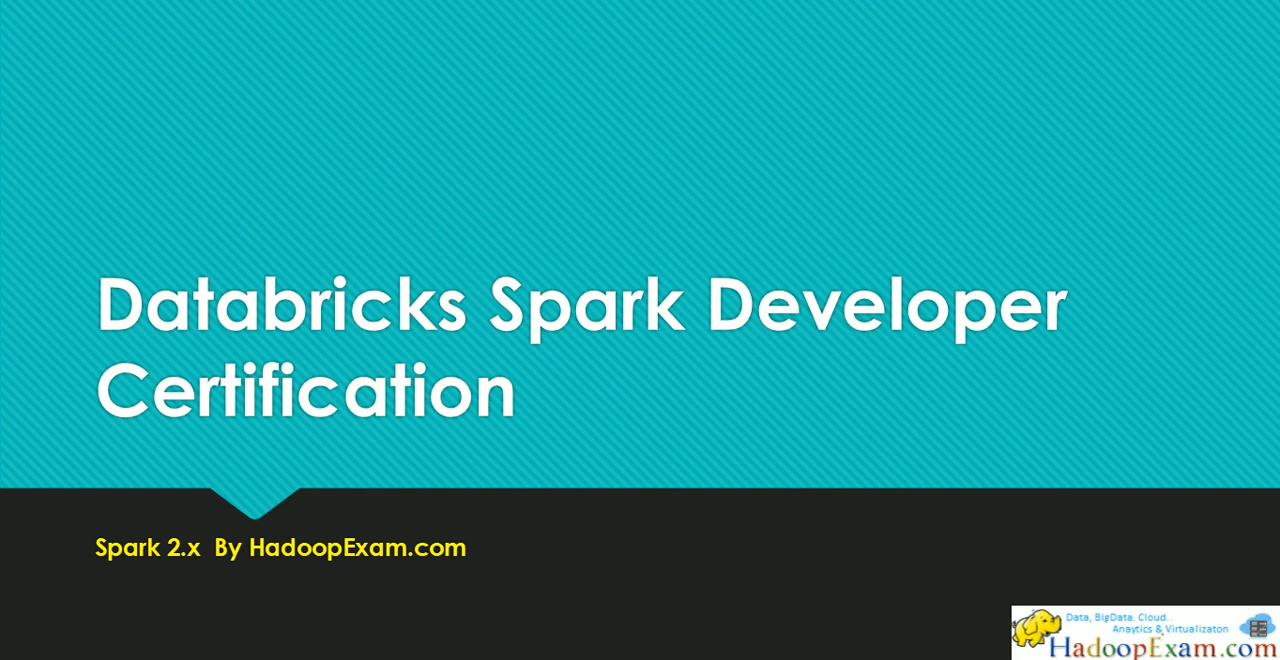 Databricks Spark Developer
Certification
Spark 2.x  By HadoopExam.com
Data, BigData. Cloud..
Anaytics & Virtualizaton
HadoopExam.com